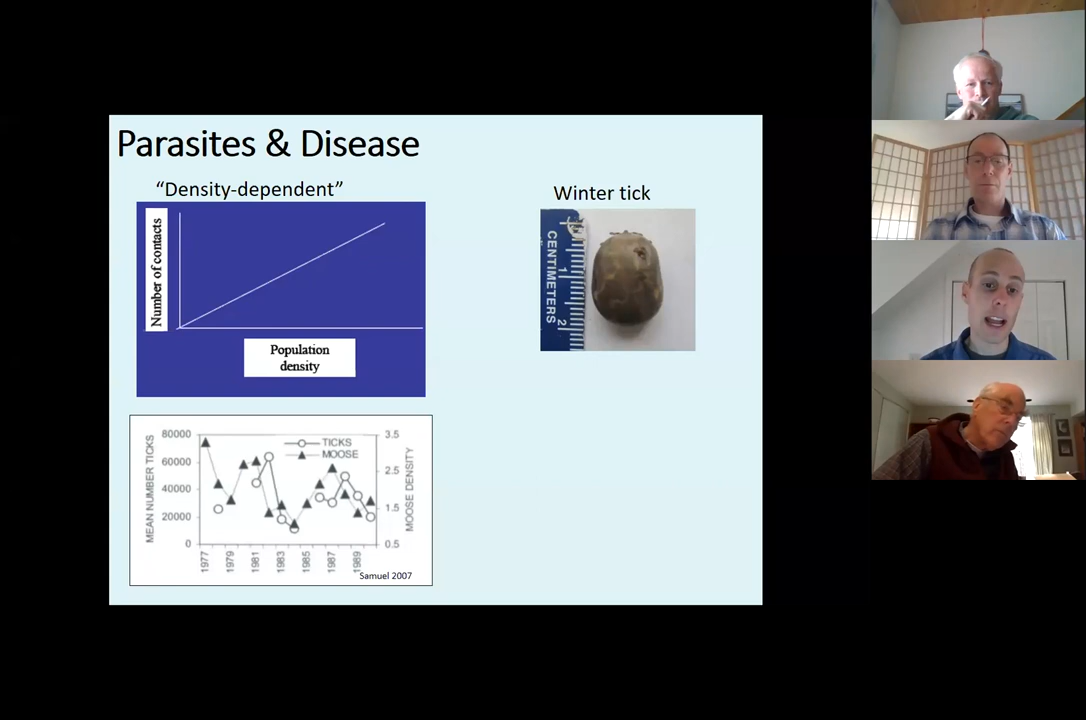 Parasites & Disease
“Density-dependent”
Number of contacts
Population
density
Winter tick
CENTIMETERS
1
2
80000
60000
40000
20000
0
MEAN NUMBER TICKS
TICKS
MOOSE
3.5
2.5
1.5
0.5
MOOSE DENSITY
1977
1979
1981
1983
1985
1987
1989
Samuel 2007